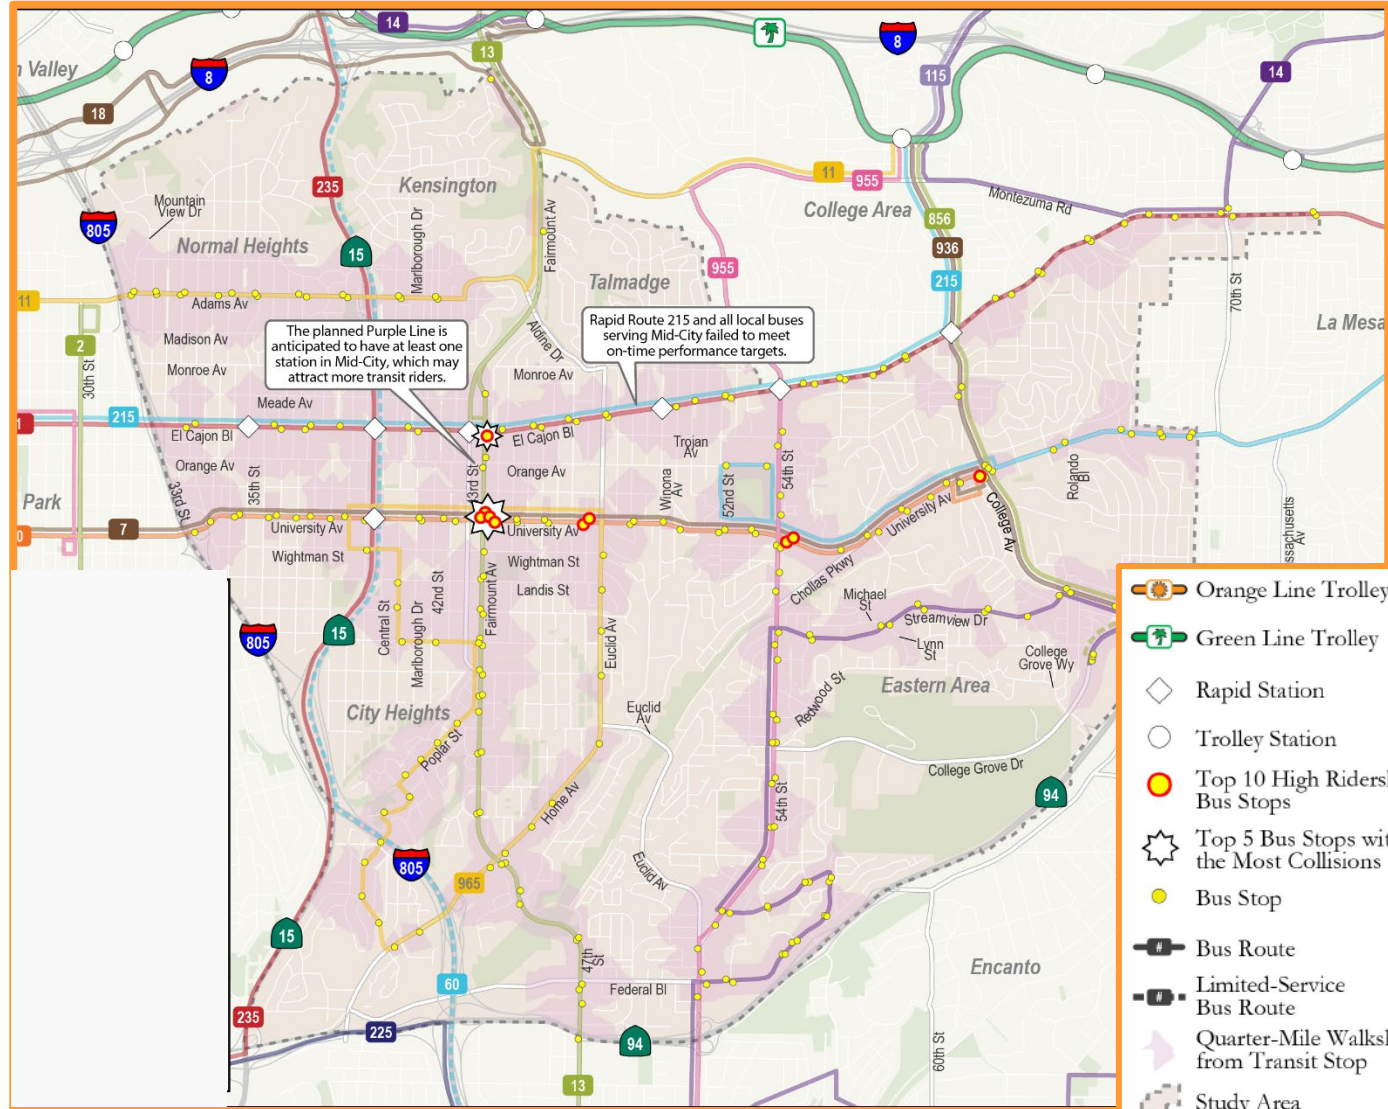 14
13
8
8
115
14
n Valley
18
235
Kensington
11
955
College Area
Montezuma Rd
Mountain
View Dr
805
Normal Heights
15
Marlborough Dr
Fairmount Av
856
936
215
955
Talmadge
70th St
11
Adams Av
La Mesa
The planned Purple Line is
anticipated to have at least one
station in Mid-City, which may
attract more transit riders.
Rapid Route 215 and all local buses
serving Mid-City failed to meet
on-time performance targets.
Madison Av
2
30th St
Monroe Av
Aldine Dr
Monroe Av
Meade Av
215
El Cajon Bl
El Cajon Bl
Trojan
Av
54th St
Orange Av
35th St
Orange Av
Winona
Av
52nd St
Rolando
Bl
Park
33rd St
3rd St
College Av
ssachusetts
Av
0
7
University Av
University Av
University Av
Wightman St
Wightman St
Landis St
Chollas Pkwy
Michael
St
Streamview Dr
Lynn
St
College
Grove Wy
805
15
Central St
Marlborough Dr
42nd St
Fairmount Av
Euclid Av
Redwood St
Eastern Area
City Heights
Euclid
Av
Poplar St
College Grove Dr
94
Home Av
54th St
805
965
Euclid Av
15
47th
St
Encanto
60
Federal Bl
235
225
94
60th St
13
Orange Line Trolley
Green Line Trolley
Rapid Station
Trolley Station
Top 10 High Ridersh
Bus Stops
Top 5 Bus Stops wit
the Most Collisions
Bus Stop
# Bus Route
# Limited-Service
Bus Route
Quarter-Mile Walksh
from Transit Stop
Study Area